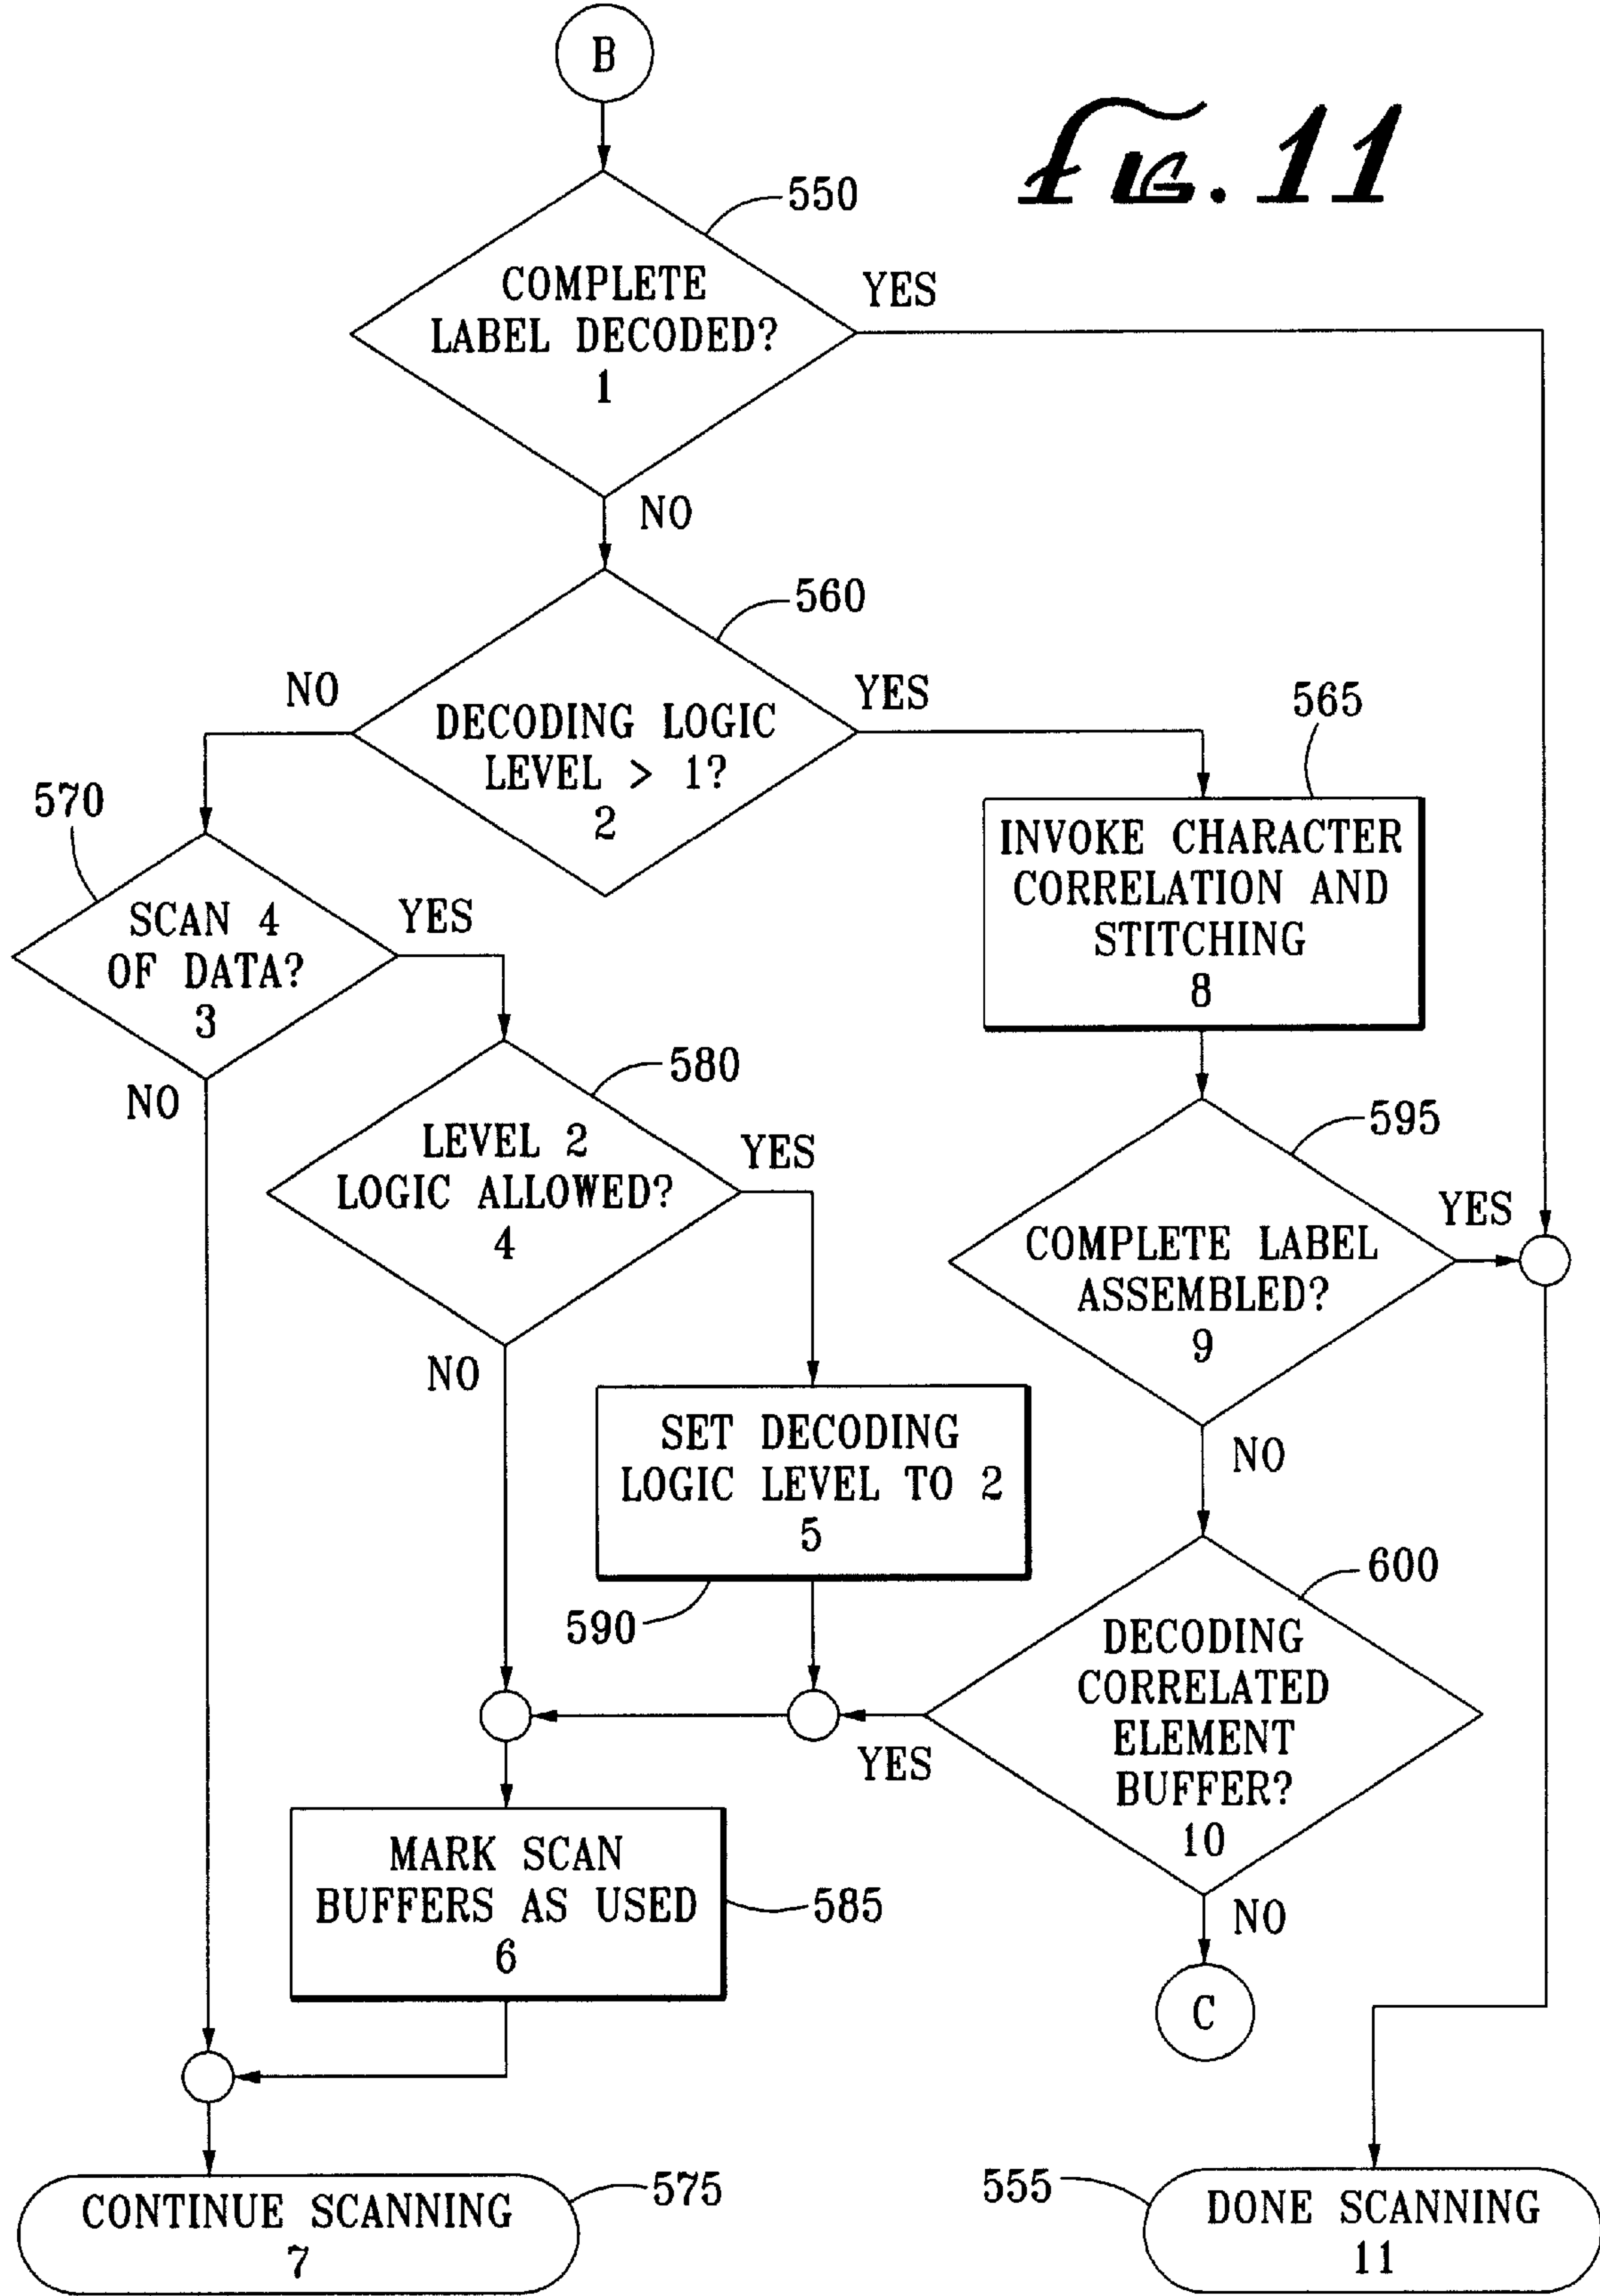 B
FIG. 11
550
COMPLETE
LABEL DECODED?
1
YES
NO
560
DECODING LOGIC
LEVEL > 1?
2
NO
YES
565
INVOKE CHARACTER
CORRELATION AND
STITCHING
8
570
SCAN 4
OF DATA?
3
YES
NO
580
LEVEL 2
LOGIC ALLOWED?
4
YES
NO
595
COMPLETE LABEL
ASSEMBLED?
9
YES
NO
SET DECODING
LOGIC LEVEL TO 2
5
590
600
DECODING
CORRELATED
ELEMENT
BUFFER?
10
YES
NO
MARK SCAN
BUFFERS AS USED
6
585
C
CONTINUE SCANNING
7
575
555
DONE SCANNING
11